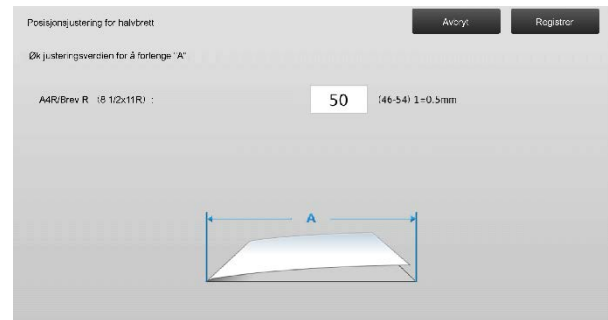 Posisjonsjustering for halvbrett
Avbryt
Registrer
Øk justeringsverdien for å forlenge "A"
A4R/Brev R (8 1/2x11R) :
50
(46-54) 1=0.5mm
A